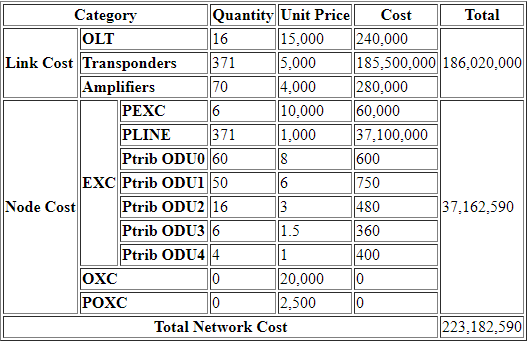 Category Quantity Unit Price Cost Total
Link Cost OLT 16 15,000 240,000 186,020,000
Transponders 371 5,000 185,500,000
Amplifiers 70 4,000 280,000
Node Cost EXC PEXC 6 10,000 60,000 37,162,590
PLINE 371 1,000 37,100,000
Ptrib ODU0 60 8 600
Ptrib ODU1 50 6 750
Ptrib ODU2 16 3 480
Ptrib ODU3 6 1.5 360
Ptrib ODU4 4 1 400
OXC 0 20,000 0
POXC 0 2,500 0
Total Network Cost 223,182,590